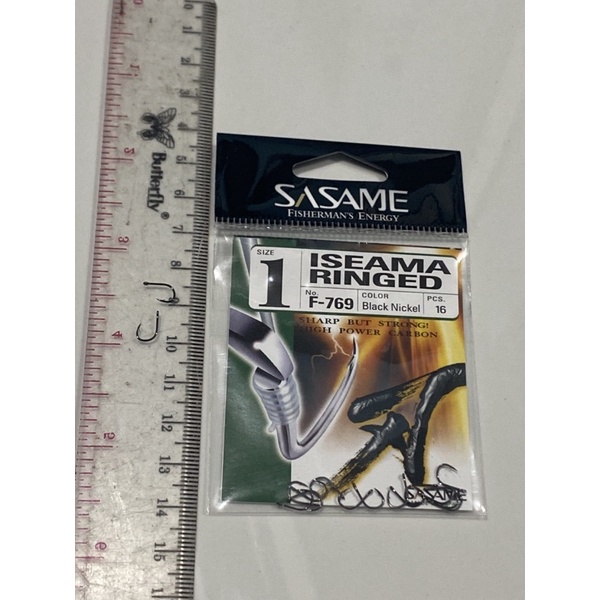 Butterfly®
1
2
3
4
5
6
7
8
9
10
11
12
13
14
15
SASAME
FISHERMAN'S ENERGY
SIZE
1
ISEAMA
RINGED
No.
F-769
COLOR
Black Nickel
PCS.
16
SHARP BUT STRONG!
HIGH POWER CARBON
SASAME